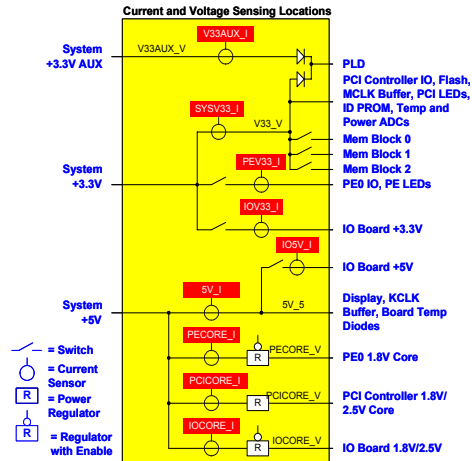 Current and Voltage Sensing Locations
V33AUX_I
System
+3.3V AUX
V33AUX_V
PLD
PCI Controller IO, Flash,
MCLK Buffer, PCI LEDs,
ID PROM, Temp and
Power ADCs
SYSV33_I
V33_V
Mem Block 0
Mem Block 1
Mem Block 2
System
+3.3V
PEV33_I
PE0 IO, PE LEDs
IOV33_I
IO Board +3.3V
IO5V_I
IO Board +5V
5V_I
System
+5V
5V_5
Display, KCLK
Buffer, Board Temp
Diodes
PECORE_I
R
PECORE_V
PE0 1.8V Core
PCICORE_I
R
PCICORE_V
PCI Controller 1.8V/
2.5V Core
IOCORE_I
R
IOCORE_V
IO Board 1.8V/2.5V
= Switch
= Current
Sensor
R
= Power
Regulator
R
= Regulator
with Enable